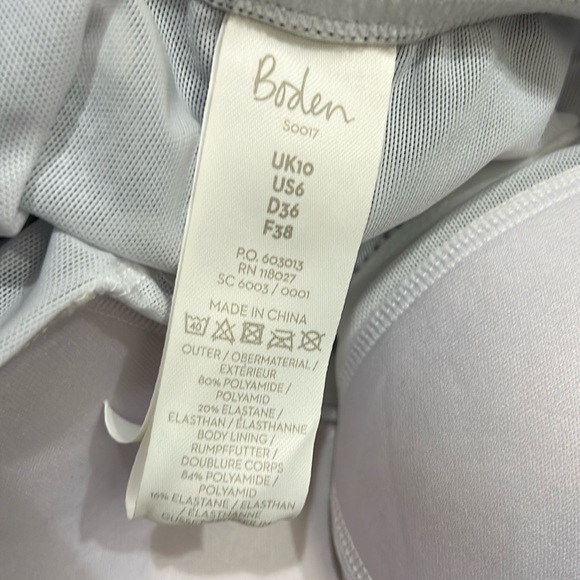 Boden
S0017
UK10
US6
D36
F38
P.O. 603013
RN 118027
SC 6003 / 0001
MADE IN CHINA
40
OUTER / OBERMATERIAL /
EXTÉRIEUR
80% POLYAMIDE /
POLYAMID
20% ELASTANE /
ELASTHAN / ÉLASTHANNE
BODY LINING /
RUMPFFUTTER /
DOUBLURE CORPS
84% POLYAMIDE /
POLYAMID
16% ELASTANE / ELASTHAN
/ ÉLASTHANNE